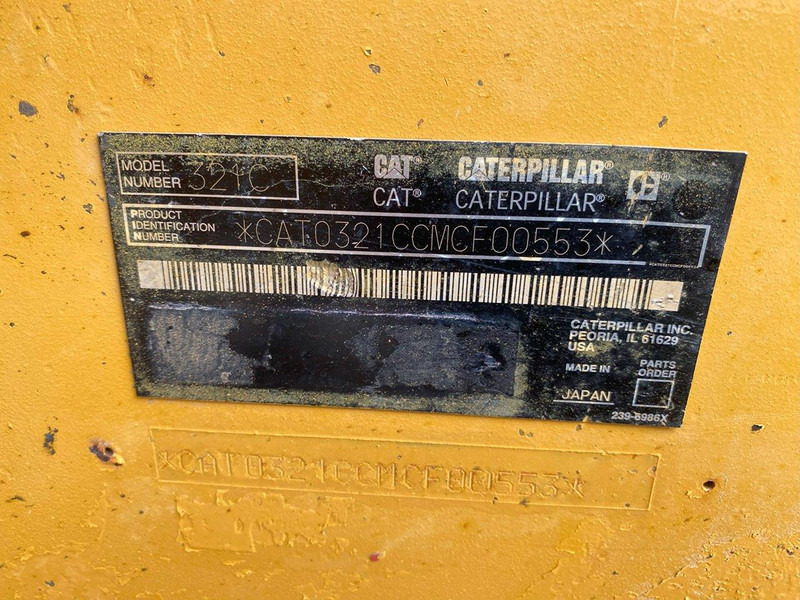 MODEL NUMBER 321C
CAT® CATERPILLAR®
CAT® CATERPILLAR®
PRODUCT IDENTIFICATION NUMBER *CAT0321CCMCF00553*
CATERPILLAR INC.
PEORIA, IL 61629
USA
MADE IN JAPAN
PARTS ORDER
239-5986X
*CAT0321CCMCF00553*